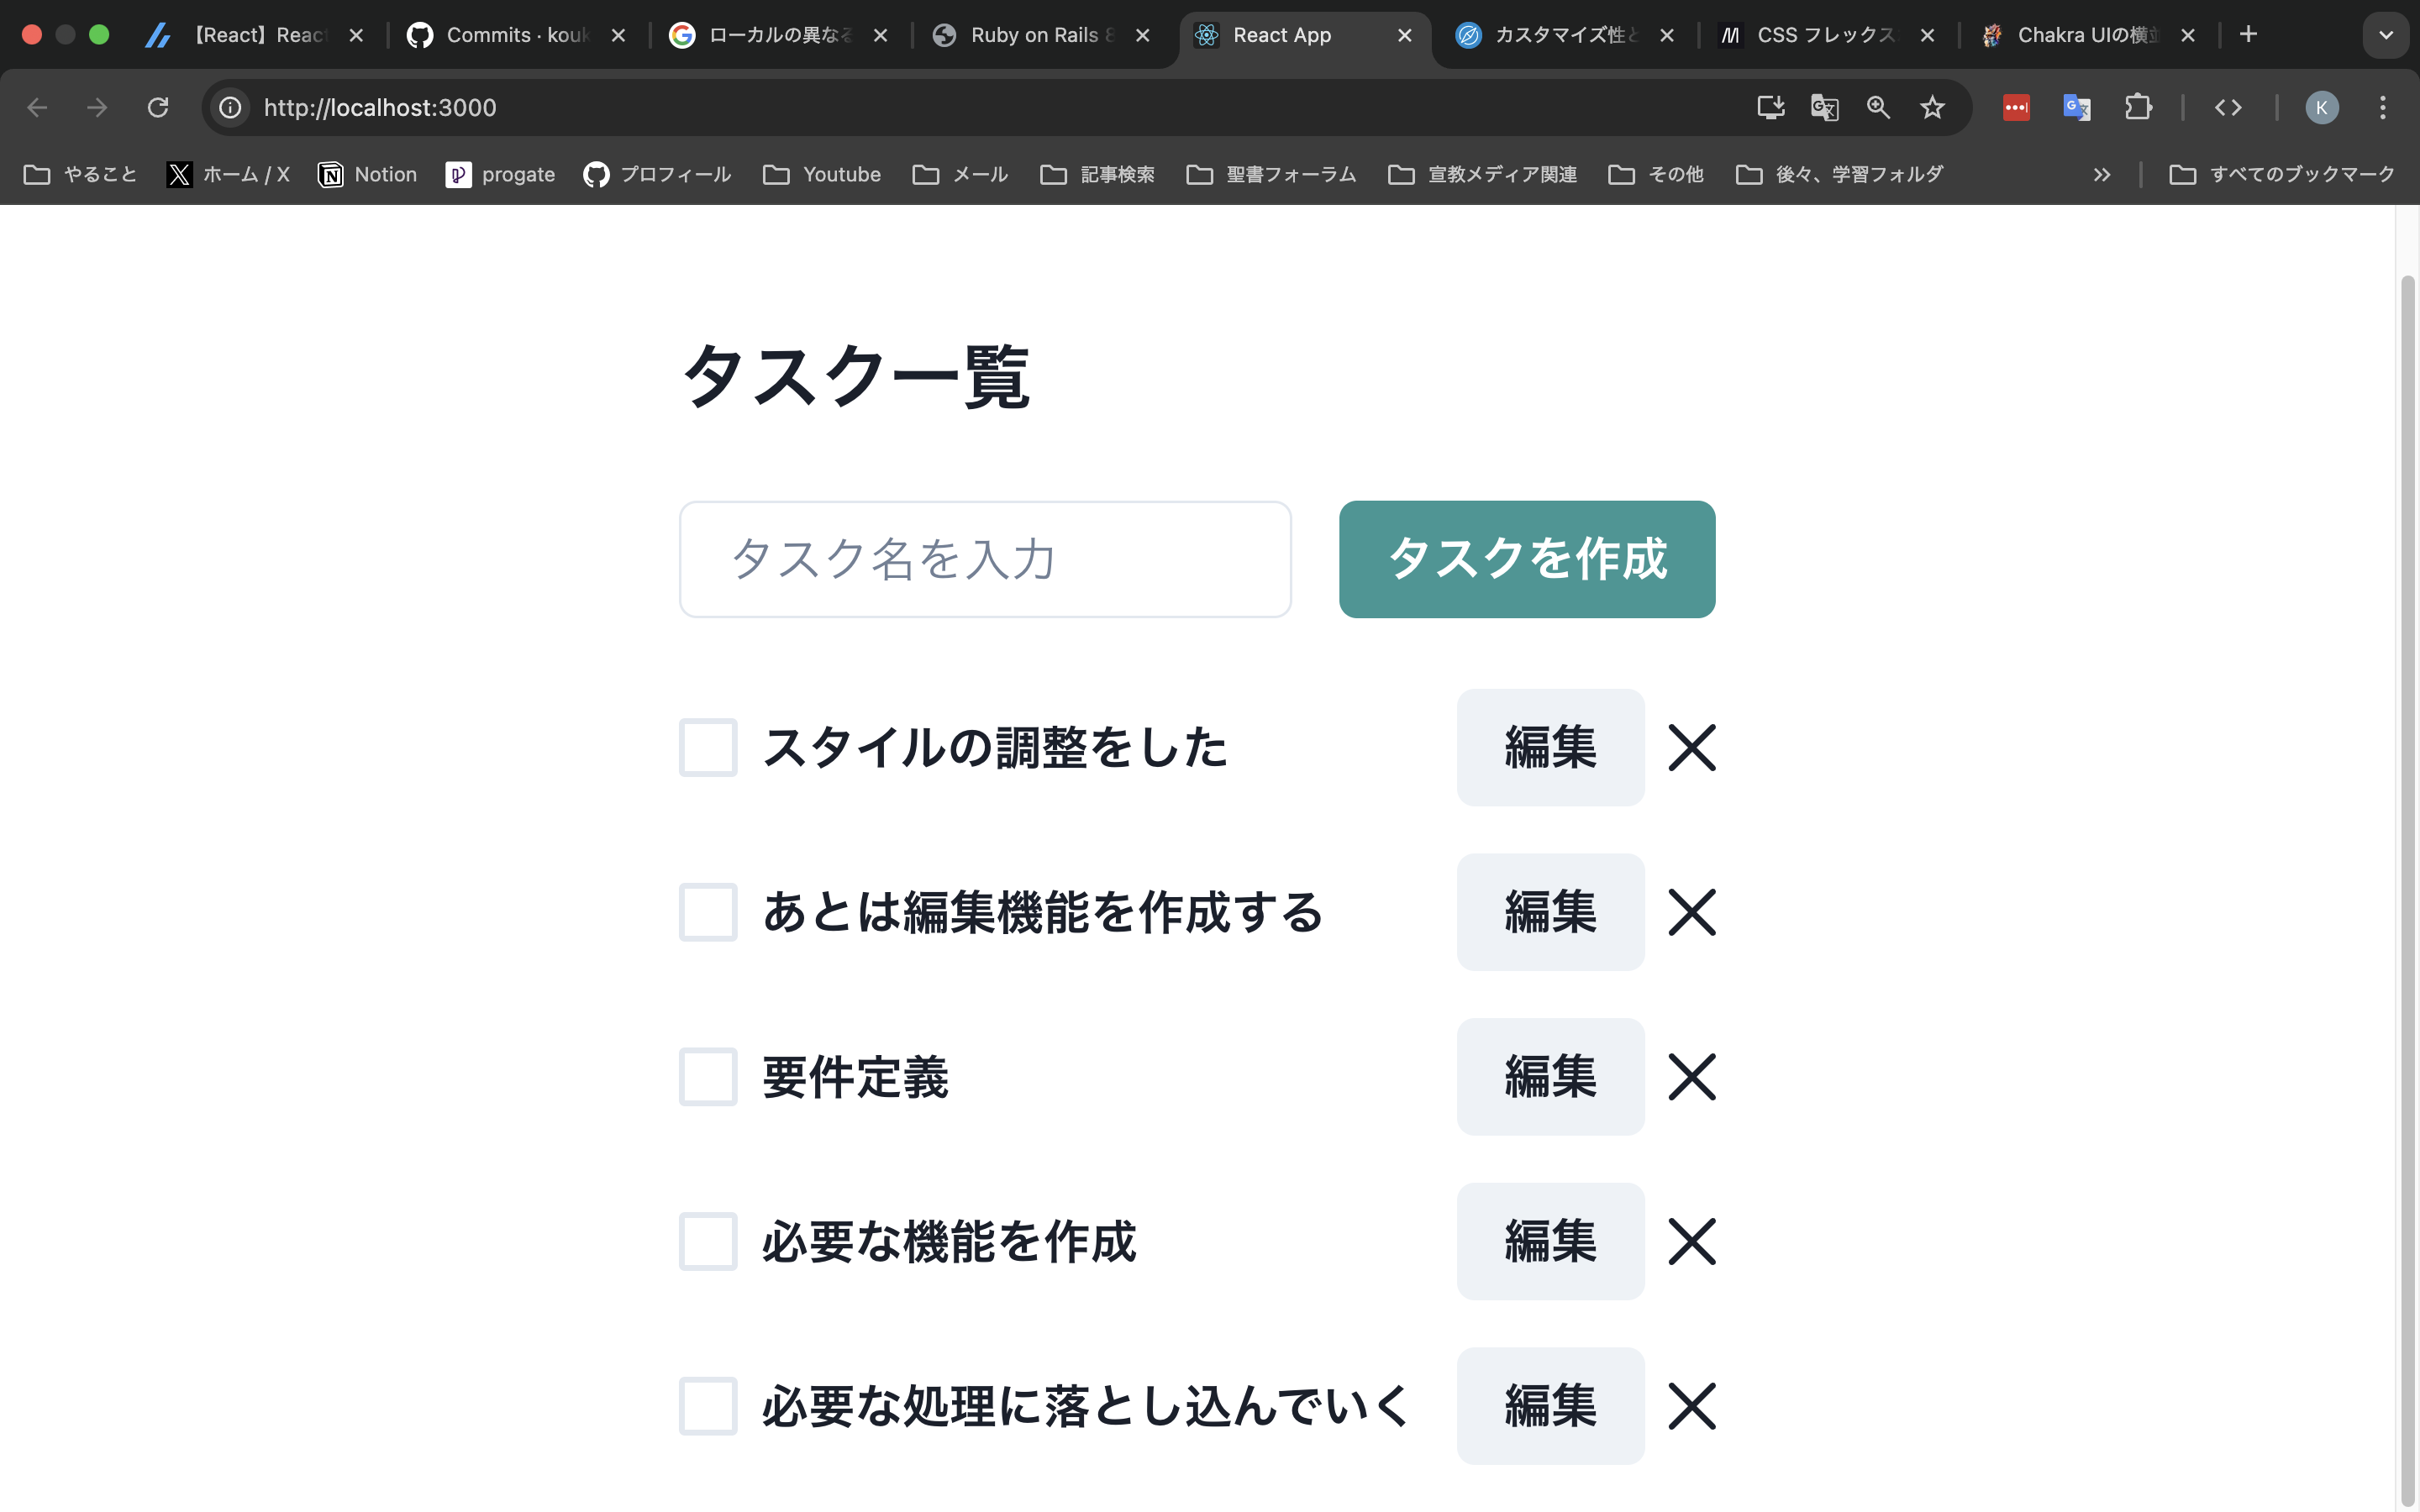 【React】Reac
Commits · kouk
ローカルの異なる
Ruby on Rails 8
React App
カスタマイズ性と
CSS フレックス
Chakra UIの横並
http://localhost:3000
K
やること
ホーム / X
Notion
progate
プロフィール
Youtube
メール
記事検索
聖書フォーラム
宣教メディア関連
その他
後々、学習フォルダ
すべてのブックマーク
タスク一覧
タスク名を入力
タスクを作成
スタイルの調整をした 編集
あとは編集機能を作成する 編集
要件定義 編集
必要な機能を作成 編集
必要な処理に落とし込んでいく 編集